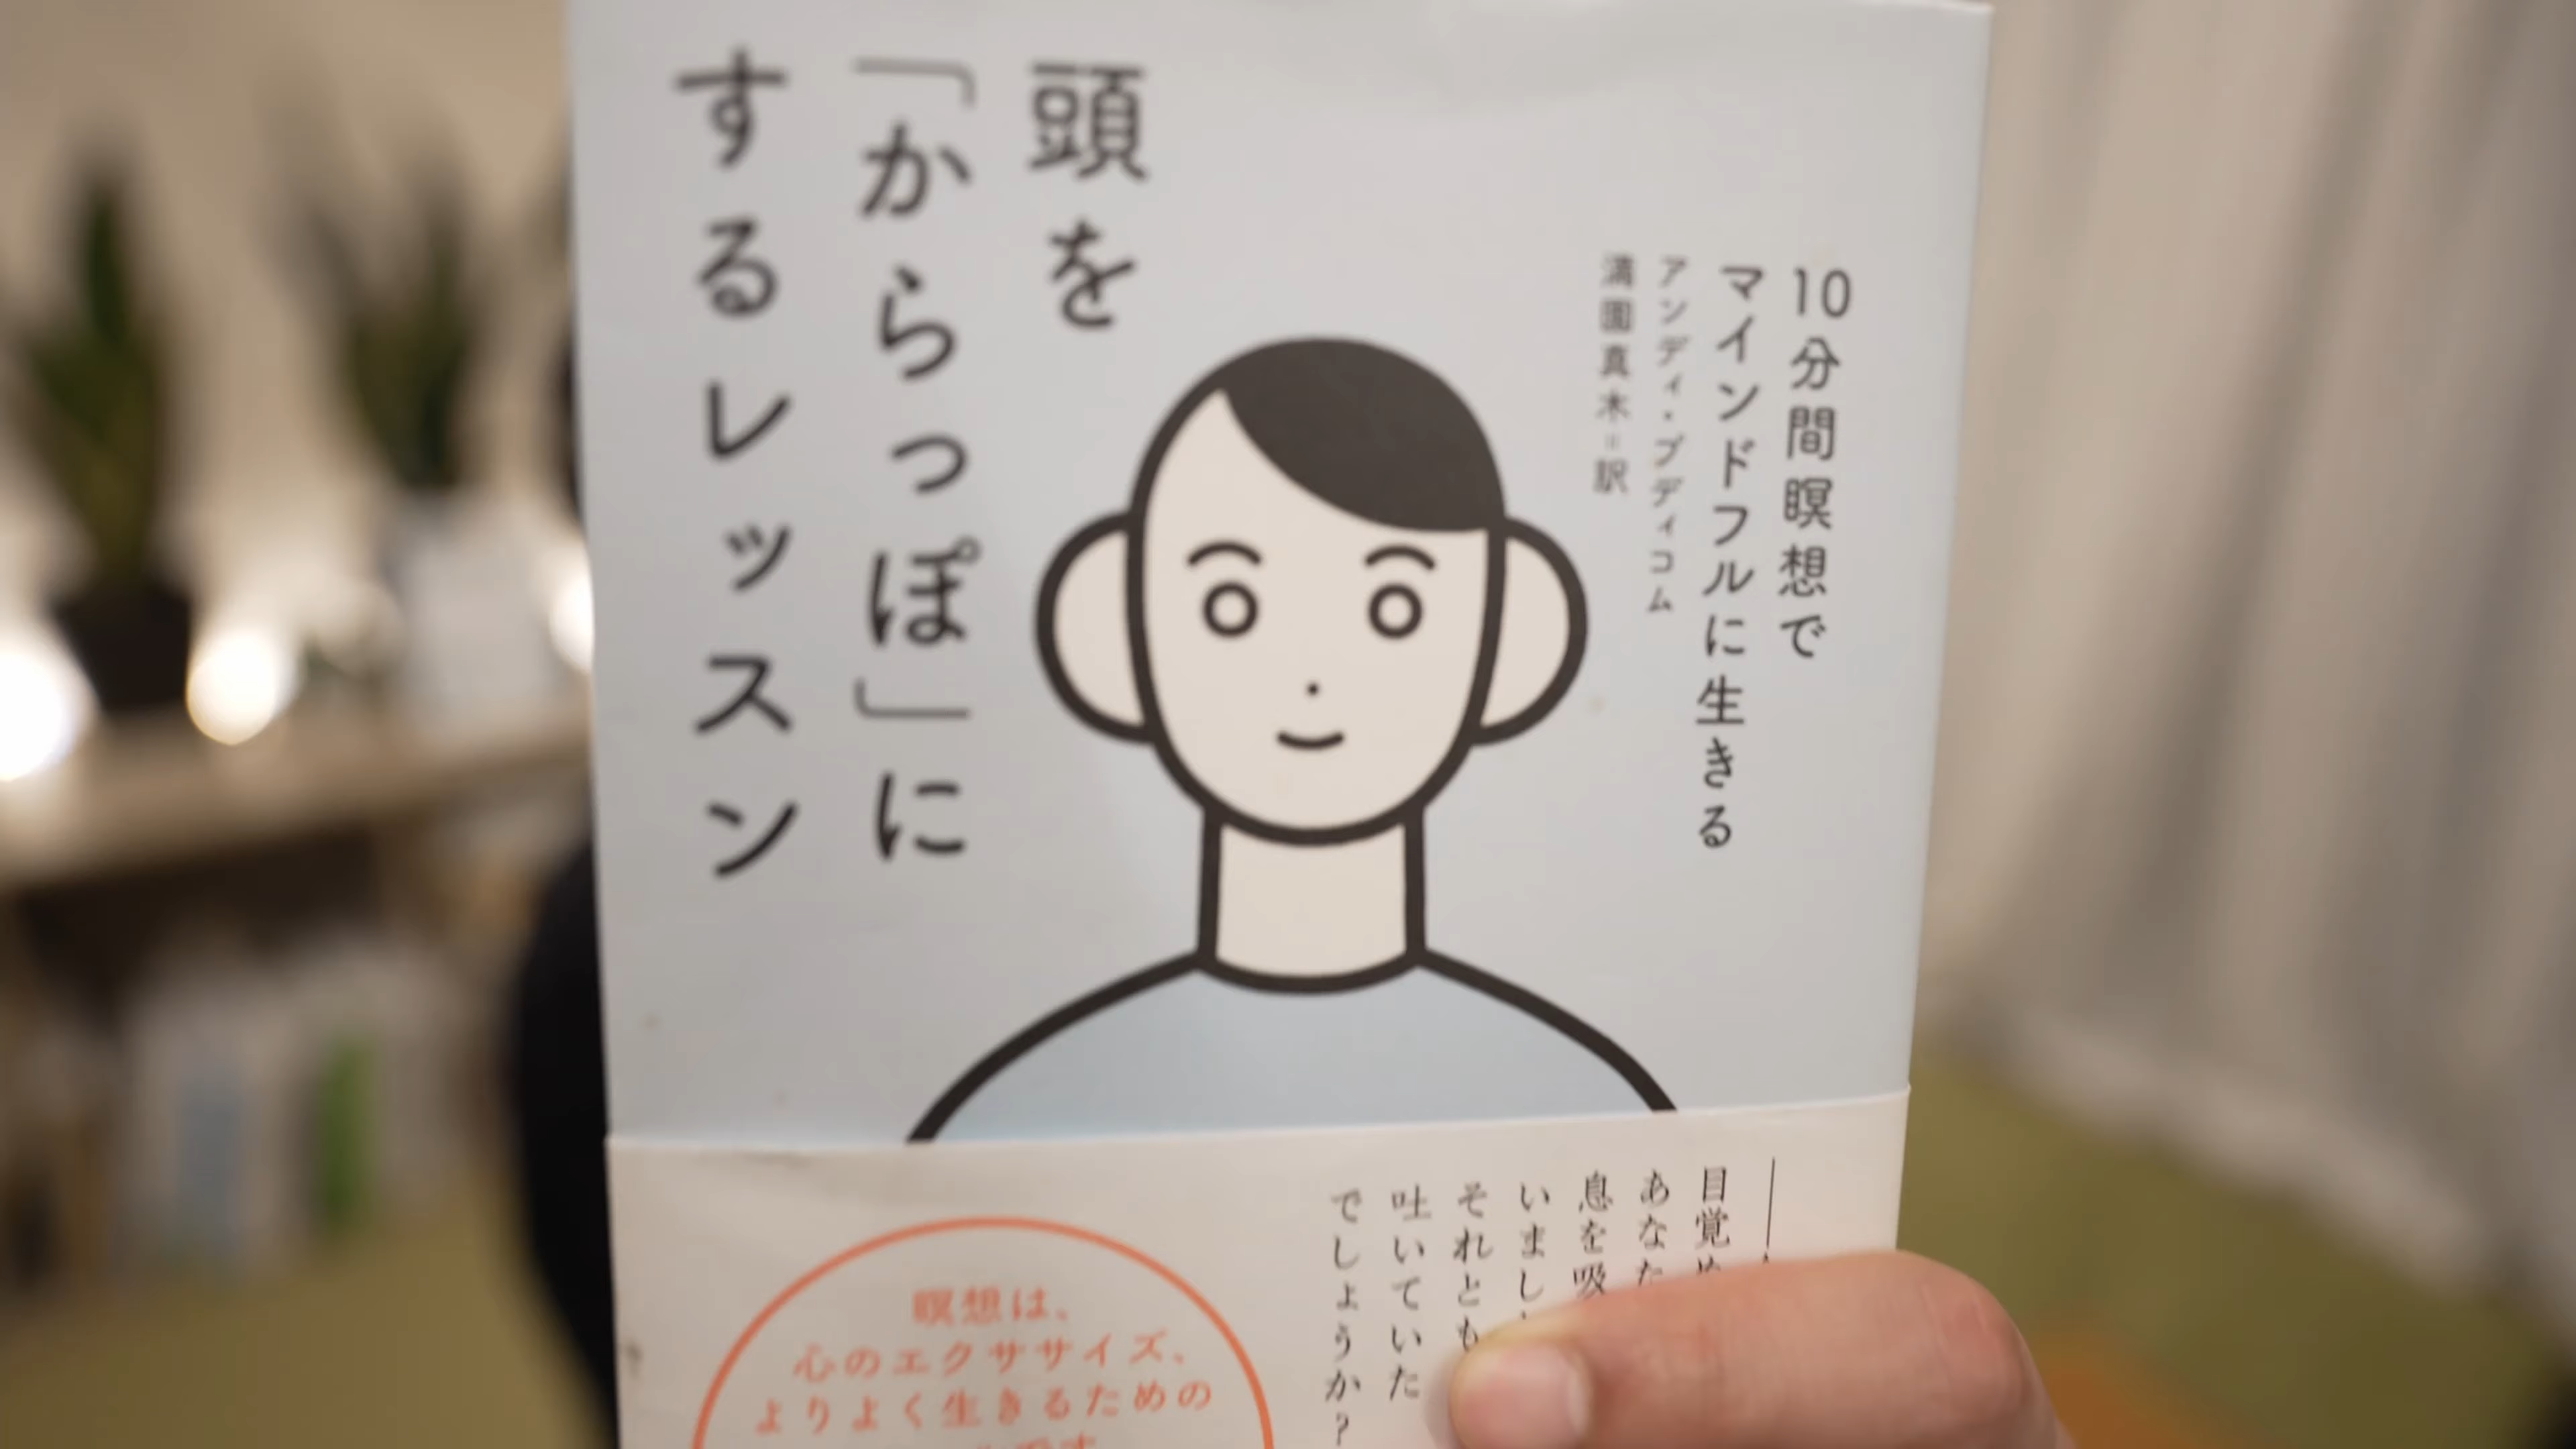 10分間瞑想で
マインドフルに生きる
アンディ・プディコム
満園真木=訳
頭を
「からっぽ」に
するレッスン
目覚め
あなた
息を吸
いまし
それとも
吐いていた
でしょうか?
瞑想は、
心のエクササイズ、
よりよく生きるための